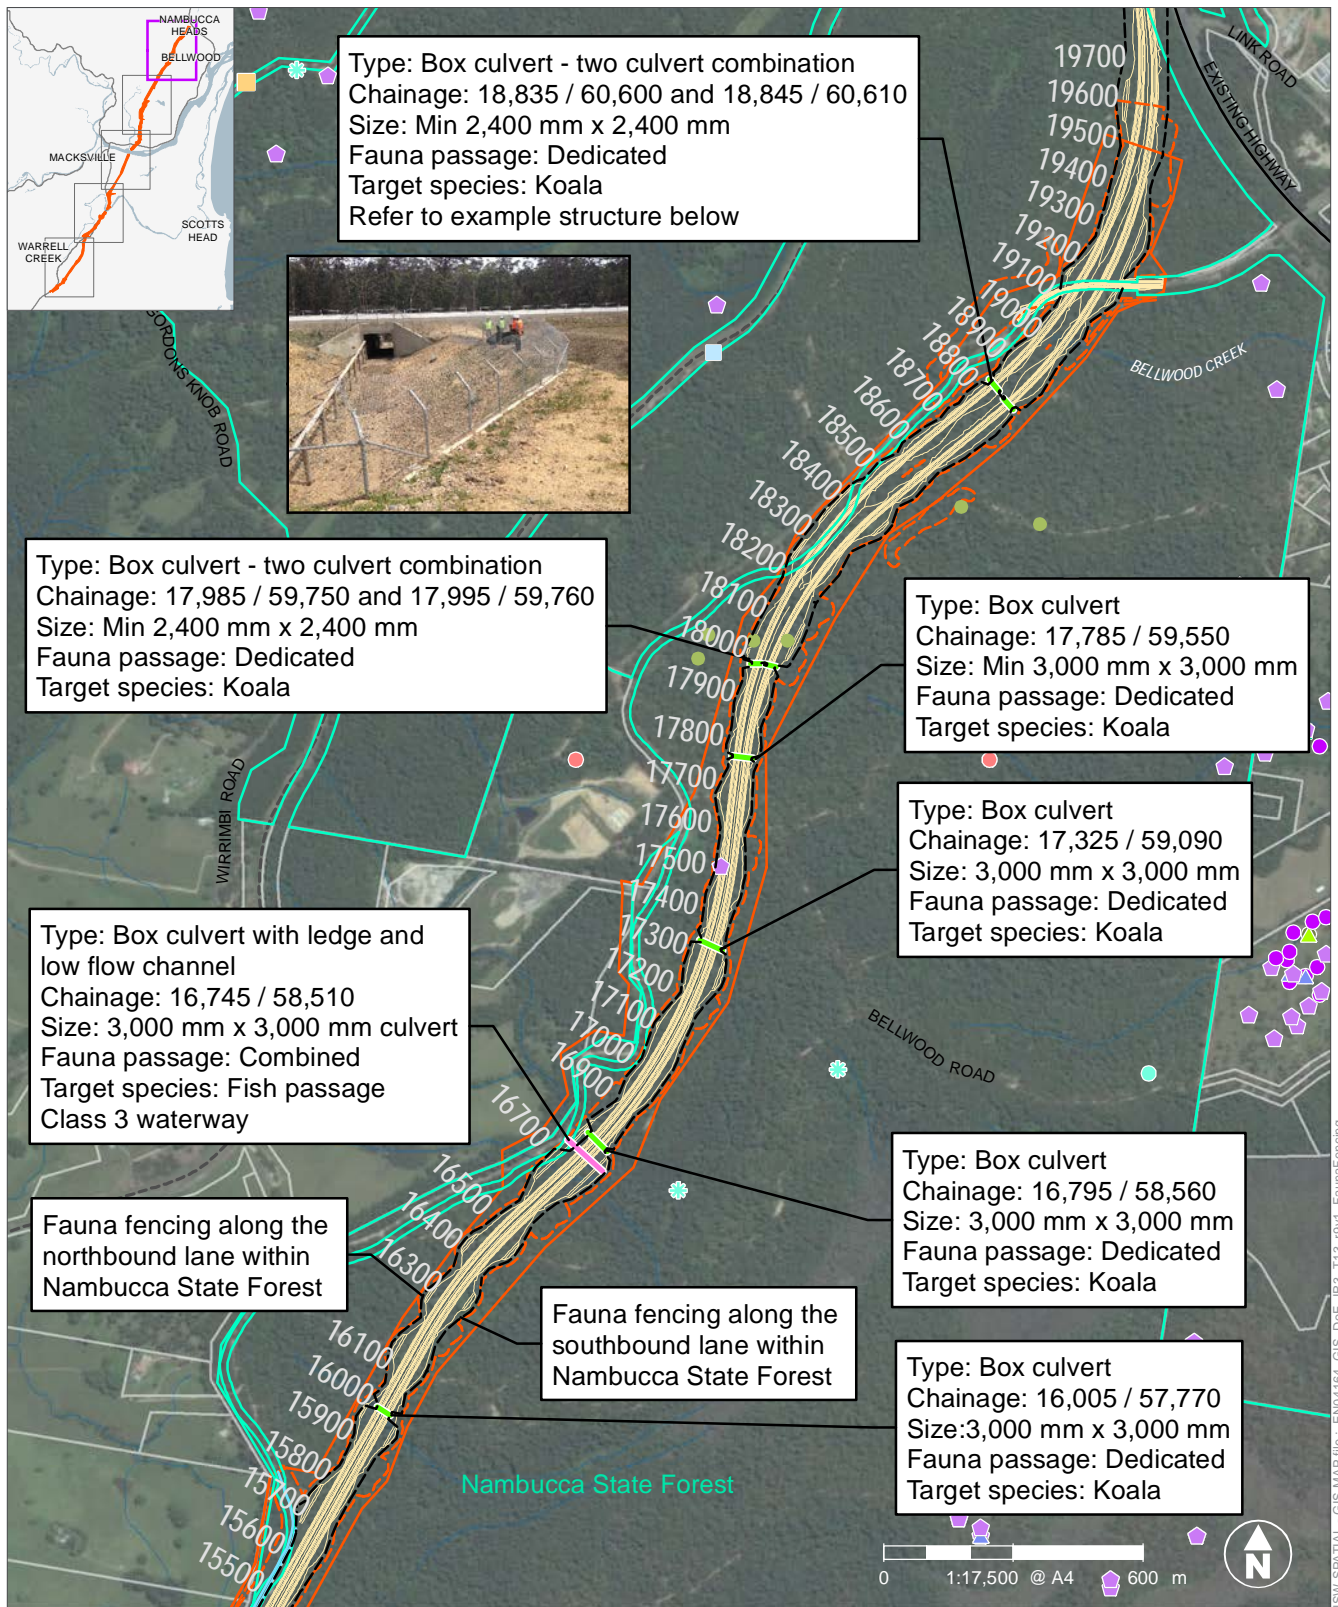 NAMBUCCA
HEADS
BELLWOOD
MACKSVILLE
SCOTTS
HEAD
WARRELL
CREEK
Type: Box culvert - two culvert combination
Chainage: 18,835 / 60,600 and 18,845 / 60,610
Size: Min 2,400 mm x 2,400 mm
Fauna passage: Dedicated
Target species: Koala
Refer to example structure below
LINK ROAD
EXISTING HIGHWAY
BELLWOOD CREEK
GORDONS KNOB ROAD
19700
19600
19500
19400
19300
19200
19100
19000
18900
18800
18700
18600
18500
18400
18300
18200
18100
18000
17900
17800
17700
17600
17500
17400
17300
17200
17100
17000
16900
16700
16500
16400
16300
16100
16000
15900
15800
15700
15600
15500
Type: Box culvert - two culvert combination
Chainage: 17,985 / 59,750 and 17,995 / 59,760
Size: Min 2,400 mm x 2,400 mm
Fauna passage: Dedicated
Target species: Koala
Type: Box culvert
Chainage: 17,785 / 59,550
Size: Min 3,000 mm x 3,000 mm
Fauna passage: Dedicated
Target species: Koala
WIRRIMBI ROAD
Type: Box culvert
Chainage: 17,325 / 59,090
Size: 3,000 mm x 3,000 mm
Fauna passage: Dedicated
Target species: Koala
Type: Box culvert with ledge and
low flow channel
Chainage: 16,745 / 58,510
Size: 3,000 mm x 3,000 mm culvert
Fauna passage: Combined
Target species: Fish passage
Class 3 waterway
BELLWOOD ROAD
Type: Box culvert
Chainage: 16,795 / 58,560
Size: 3,000 mm x 3,000 mm
Fauna passage: Dedicated
Target species: Koala
Fauna fencing along the
northbound lane within
Nambucca State Forest
Fauna fencing along the
southbound lane within
Nambucca State Forest
Type: Box culvert
Chainage: 16,005 / 57,770
Size:3,000 mm x 3,000 mm
Fauna passage: Dedicated
Target species: Koala
Nambucca State Forest
0 1:17,500 @ A4 600 m
N